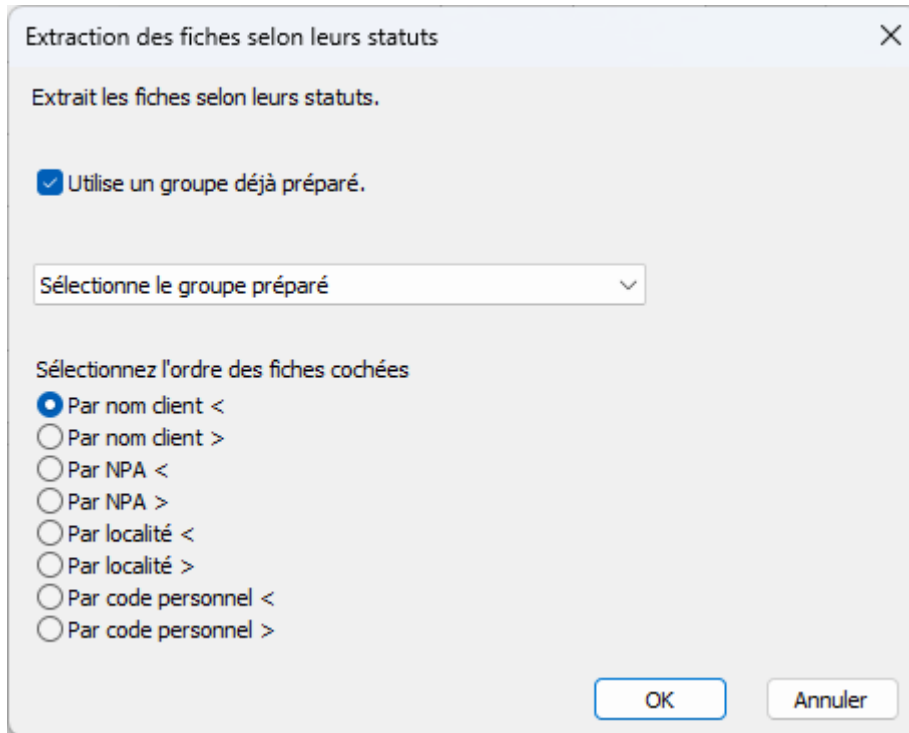 Extraction des fiches selon leurs statuts
Extrait les fiches selon leurs statuts.
Utilise un groupe déjà préparé.
Sélectionne le groupe préparé
Sélectionnez l'ordre des fiches cochées
Par nom client <
Par nom client >
Par NPA <
Par NPA >
Par localité <
Par localité >
Par code personnel <
Par code personnel >
OK Annuler